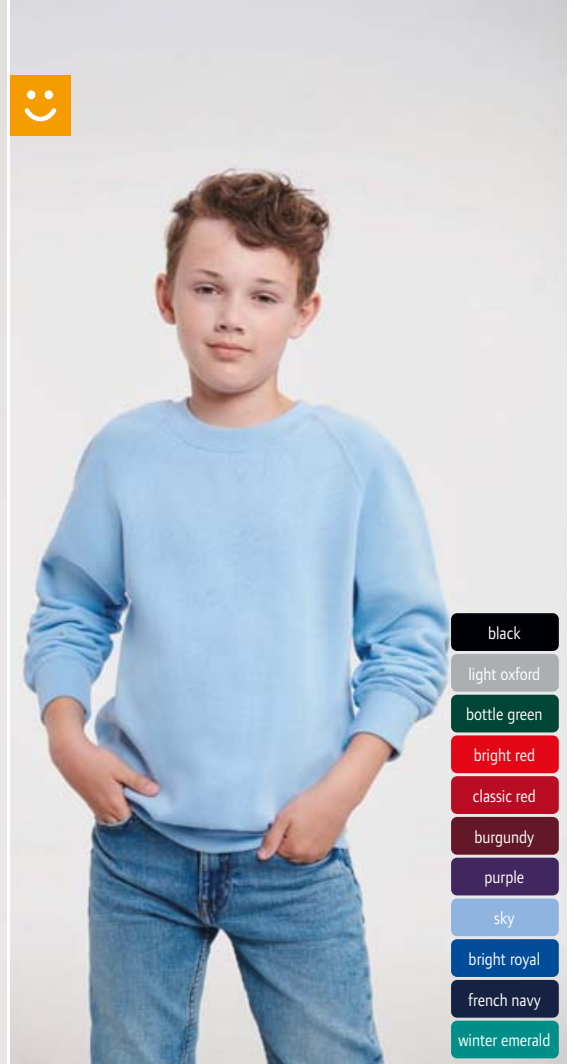 black
light oxford
bottle green
bright red
classic red
burgundy
purple
sky
bright royal
french navy
winter emerald